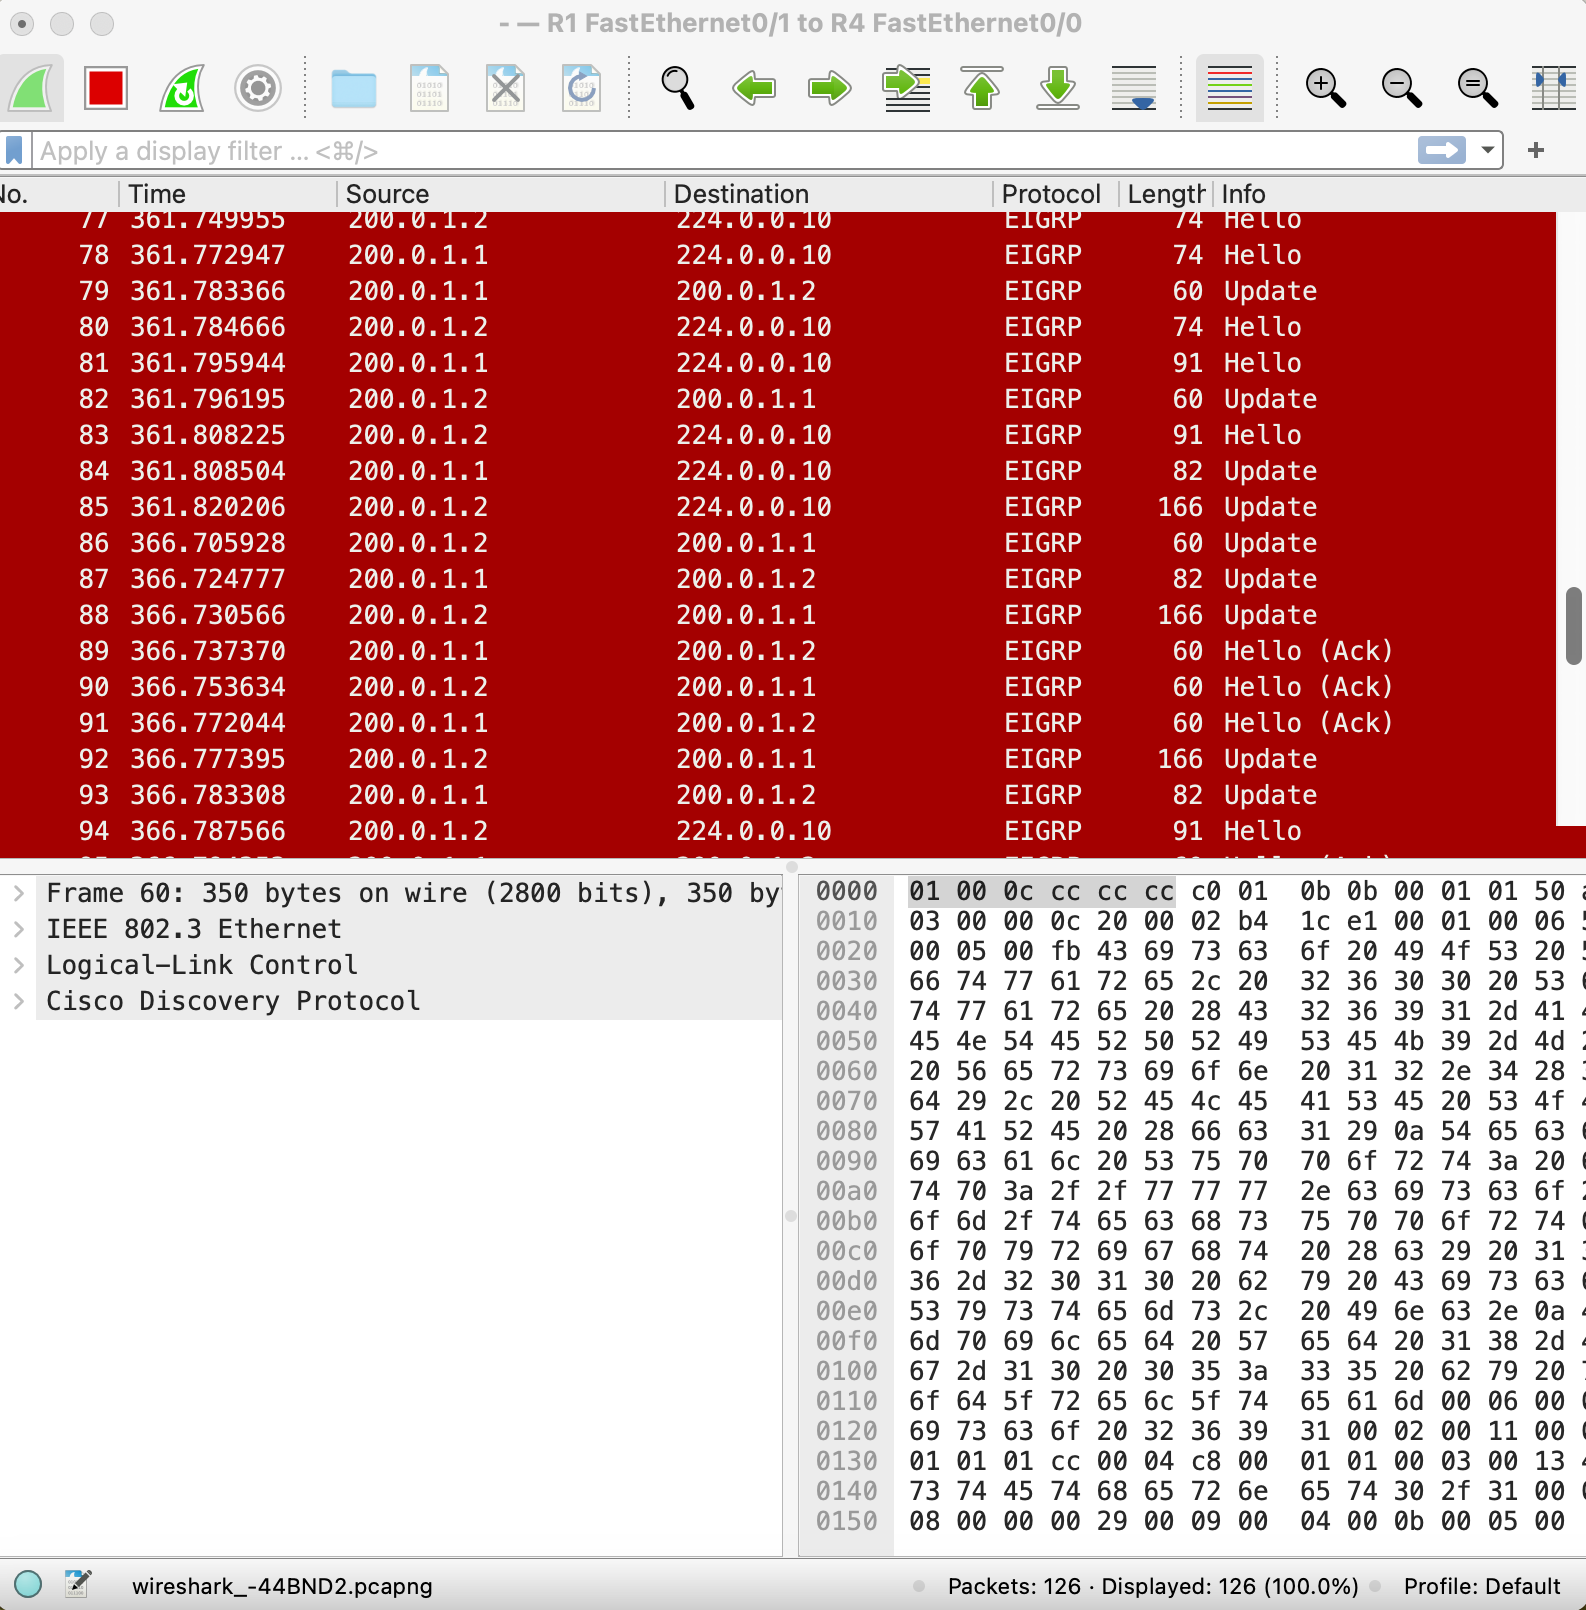 - — R1 FastEthernet0/1 to R4 FastEthernet0/0
Apply a display filter ... <⌘/>
No. Time Source Destination Protocol Length Info
77 361.749955 200.0.1.2 224.0.0.10 EIGRP 74 Hello
78 361.772947 200.0.1.1 224.0.0.10 EIGRP 74 Hello
79 361.783366 200.0.1.1 200.0.1.2 EIGRP 60 Update
80 361.784666 200.0.1.2 224.0.0.10 EIGRP 74 Hello
81 361.795944 200.0.1.1 224.0.0.10 EIGRP 91 Hello
82 361.796195 200.0.1.2 200.0.1.1 EIGRP 60 Update
83 361.808225 200.0.1.2 224.0.0.10 EIGRP 91 Hello
84 361.808504 200.0.1.1 224.0.0.10 EIGRP 82 Update
85 361.820206 200.0.1.2 224.0.0.10 EIGRP 166 Update
86 366.705928 200.0.1.2 200.0.1.1 EIGRP 60 Update
87 366.724777 200.0.1.1 200.0.1.2 EIGRP 82 Update
88 366.730566 200.0.1.2 200.0.1.1 EIGRP 166 Update
89 366.737370 200.0.1.1 200.0.1.2 EIGRP 60 Hello (Ack)
90 366.753634 200.0.1.2 200.0.1.1 EIGRP 60 Hello (Ack)
91 366.772044 200.0.1.1 200.0.1.2 EIGRP 60 Hello (Ack)
92 366.777395 200.0.1.2 200.0.1.1 EIGRP 166 Update
93 366.783308 200.0.1.1 200.0.1.2 EIGRP 82 Update
94 366.787566 200.0.1.2 224.0.0.10 EIGRP 91 Hello
Frame 60: 350 bytes on wire (2800 bits), 350 by
IEEE 802.3 Ethernet
Logical-Link Control
Cisco Discovery Protocol
0000 01 00 0c cc cc cc c0 01 0b 0b 00 01 01 50
0010 03 00 00 0c 20 00 02 b4 1c e1 00 01 00 06
0020 00 05 00 fb 43 69 73 63 6f 20 49 4f 53 20
0030 66 74 77 61 72 65 2c 20 32 36 30 30 20 53
0040 74 77 61 72 65 20 28 43 32 36 39 31 2d 41
0050 45 4e 54 45 52 50 52 49 53 45 4b 39 2d 4d
0060 20 56 65 72 73 69 6f 6e 20 31 32 2e 34 28
0070 64 29 2c 20 52 45 4c 45 41 53 45 20 53 4f
0080 57 41 52 45 20 28 66 63 31 29 0a 54 65 63
0090 69 63 61 6c 20 53 75 70 70 6f 72 74 3a 20
00a0 74 70 3a 2f 2f 77 77 77 2e 63 69 73 63 6f
00b0 6f 6d 2f 74 65 63 68 73 75 70 70 6f 72 74
00c0 6f 70 79 72 69 67 68 74 20 28 63 29 20 31
00d0 36 2d 32 30 31 30 20 62 79 20 43 69 73 63
00e0 53 79 73 74 65 6d 73 2c 20 49 6e 63 2e 0a
00f0 6d 70 69 6c 65 64 20 57 65 64 20 31 38 2d
0100 67 2d 31 30 20 30 35 3a 33 35 20 62 79 20
0110 6f 64 5f 72 65 6c 5f 74 65 61 6d 00 06 00
0120 69 73 63 6f 20 32 36 39 31 00 02 00 11 00
0130 01 01 01 cc 00 04 c8 00 01 01 00 03 00 13
0140 73 74 45 74 68 65 72 6e 65 74 30 2f 31 00
0150 08 00 00 00 29 00 09 00 04 00 0b 00 05 00
wireshark_-44BND2.pcapng
Packets: 126 · Displayed: 126 (100.0%)
Profile: Default